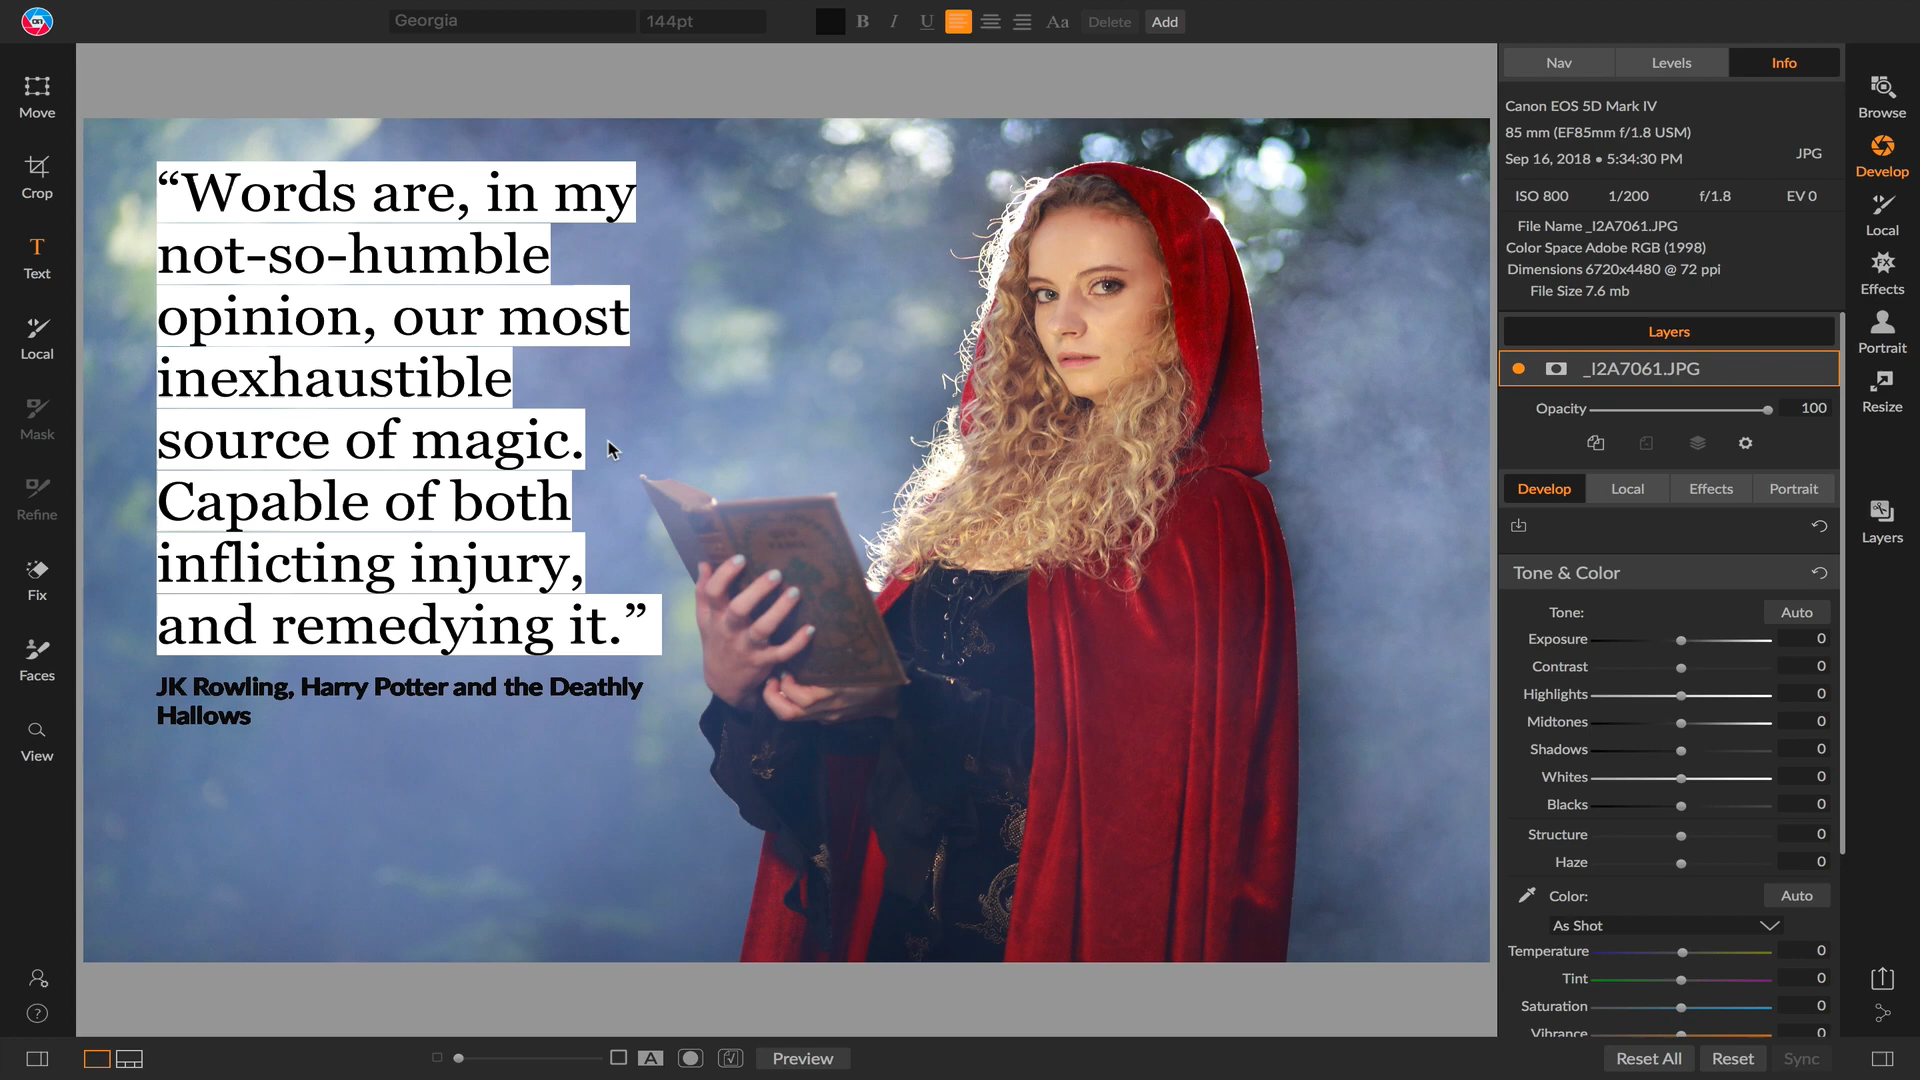 Georgia 144pt B I U Aa Delete Add
Nav Levels Info
Move
Crop
Text
Local
Mask
Refine
Fix
Faces
View
“Words are, in my
not-so-humble
opinion, our most
inexhaustible
source of magic.
Capable of both
inflicting injury,
and remedying it.”
JK Rowling, Harry Potter and the Deathly
Hallows
Canon EOS 5D Mark IV
85 mm (EF85mm f/1.8 USM)
Sep 16, 2018 • 5:34:30 PM JPG
ISO 800 1/200 f/1.8 EV 0
File Name _I2A7061.JPG
Color Space Adobe RGB (1998)
Dimensions 6720x4480 @ 72 ppi
File Size 7.6 mb
Layers
_I2A7061.JPG
Opacity 100
Develop Local Effects Portrait
Tone & Color
Tone: Auto
Exposure 0
Contrast 0
Highlights 0
Midtones 0
Shadows 0
Whites 0
Blacks 0
Structure 0
Haze 0
Color: Auto
As Shot
Temperature 0
Tint 0
Saturation 0
Vibrance 0
Browse
Develop
Local
FX
Effects
Portrait
Resize
Layers
?
A Preview Reset All Reset Sync